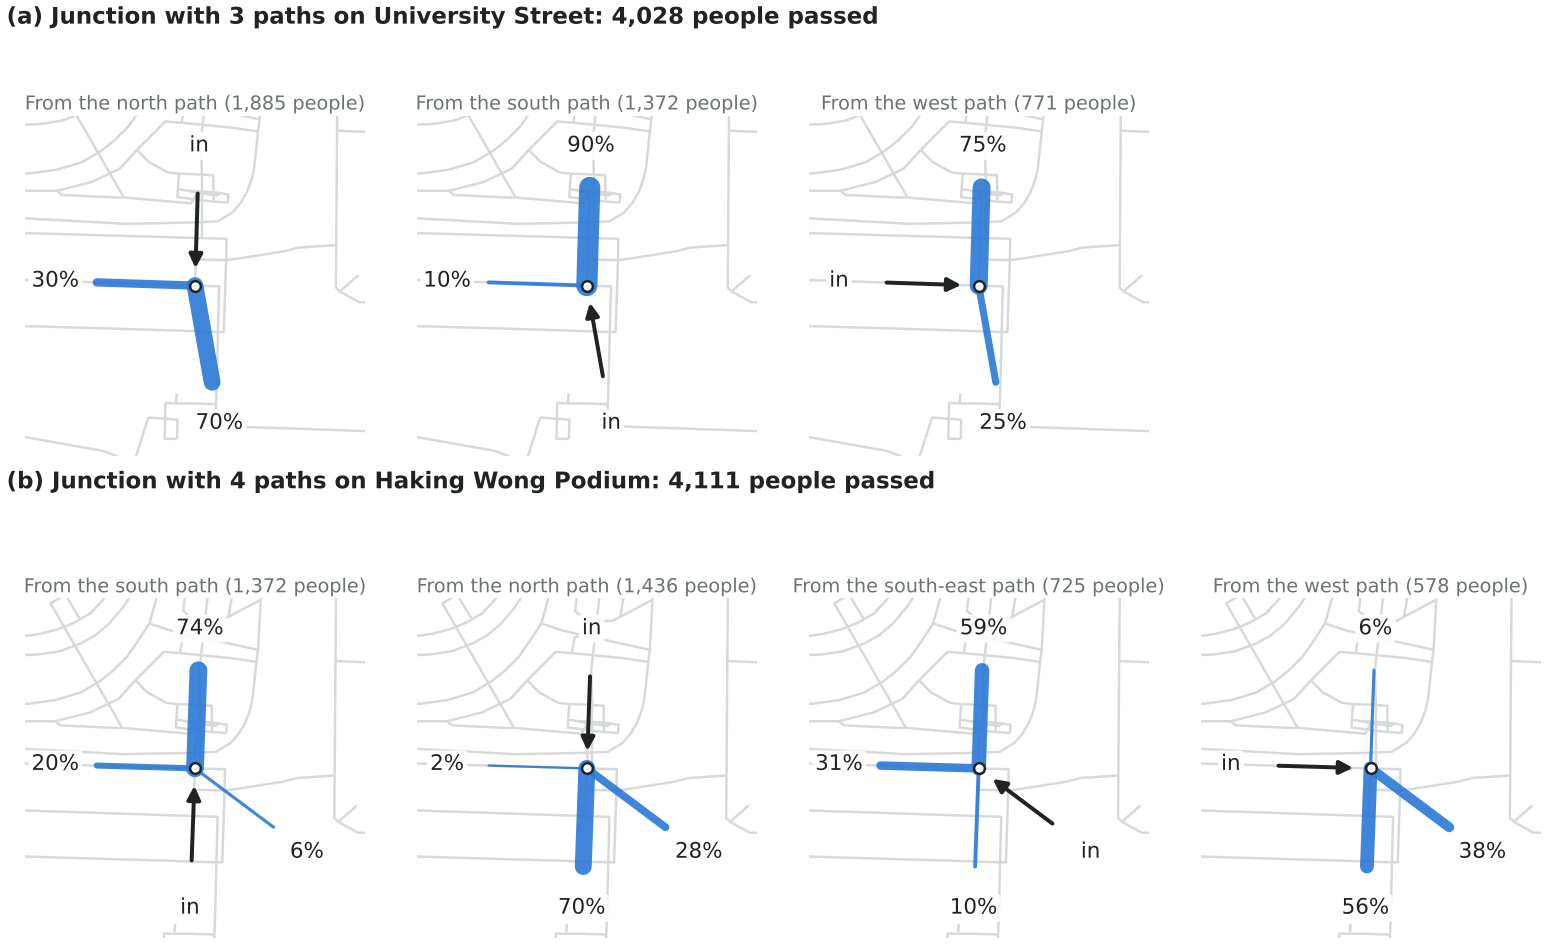 (a) Junction with 3 paths on University Street: 4,028 people passed
From the north path (1,885 people)
in
30%
70%
From the south path (1,372 people)
90%
10%
in
From the west path (771 people)
75%
in
25%
(b) Junction with 4 paths on Haking Wong Podium: 4,111 people passed
From the south path (1,372 people)
74%
20%
6%
in
From the north path (1,436 people)
in
2%
28%
70%
From the south-east path (725 people)
59%
31%
in
10%
From the west path (578 people)
6%
in
38%
56%